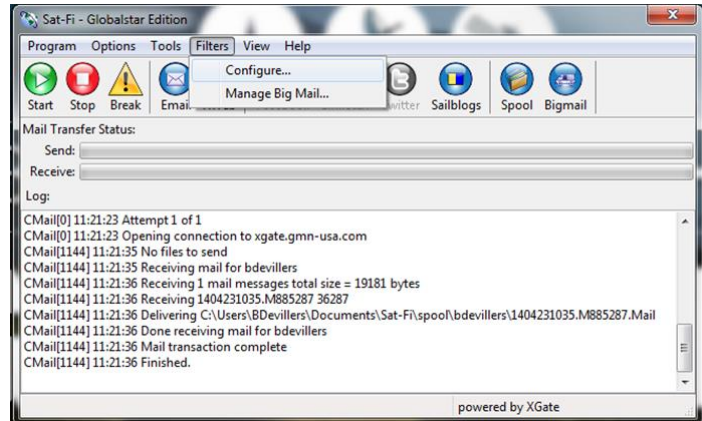 Sat-Fi - Globalstar Edition
Program Options Tools Filters View Help
Configure...
Manage Big Mail...
Start Stop Break Sailblogs Spool Bigmail
Mail Transfer Status:
Send:
Receive:
Log:
CMail[0] 11:21:23 Attempt 1 of 1
CMail[0] 11:21:23 Opening connection to xgate.gmn-usa.com
CMail[1144] 11:21:35 No files to send
CMail[1144] 11:21:35 Receiving mail for bdevillers
CMail[1144] 11:21:36 Receiving 1 mail messages total size = 19181 bytes
CMail[1144] 11:21:36 Receiving 1404231035.M885287 36287
CMail[1144] 11:21:36 Delivering C:\Users\BDevillers\Documents\Sat-Fi\spool\bdevillers\1404231035.M885287.Mail
CMail[1144] 11:21:36 Done receiving mail for bdevillers
CMail[1144] 11:21:36 Mail transaction complete
CMail[1144] 11:21:36 Finished.
powered by XGate